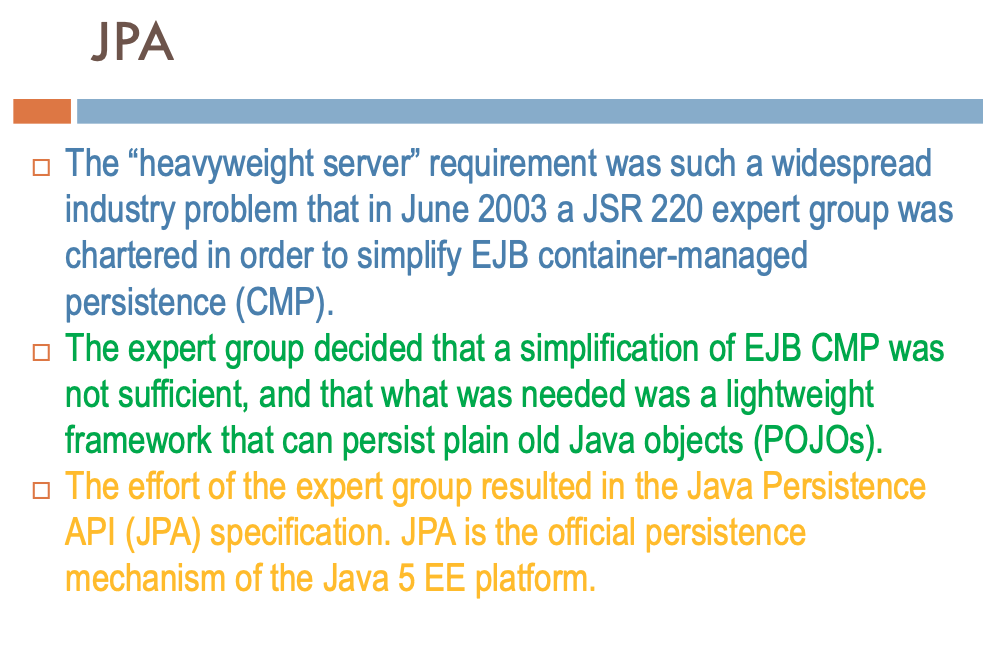 JPA
The “heavyweight server” requirement was such a widespread
industry problem that in June 2003 a JSR 220 expert group was
chartered in order to simplify EJB container-managed
persistence (CMP).
The expert group decided that a simplification of EJB CMP was
not sufficient, and that what was needed was a lightweight
framework that can persist plain old Java objects (POJOs).
The effort of the expert group resulted in the Java Persistence
API (JPA) specification. JPA is the official persistence
mechanism of the Java 5 EE platform.